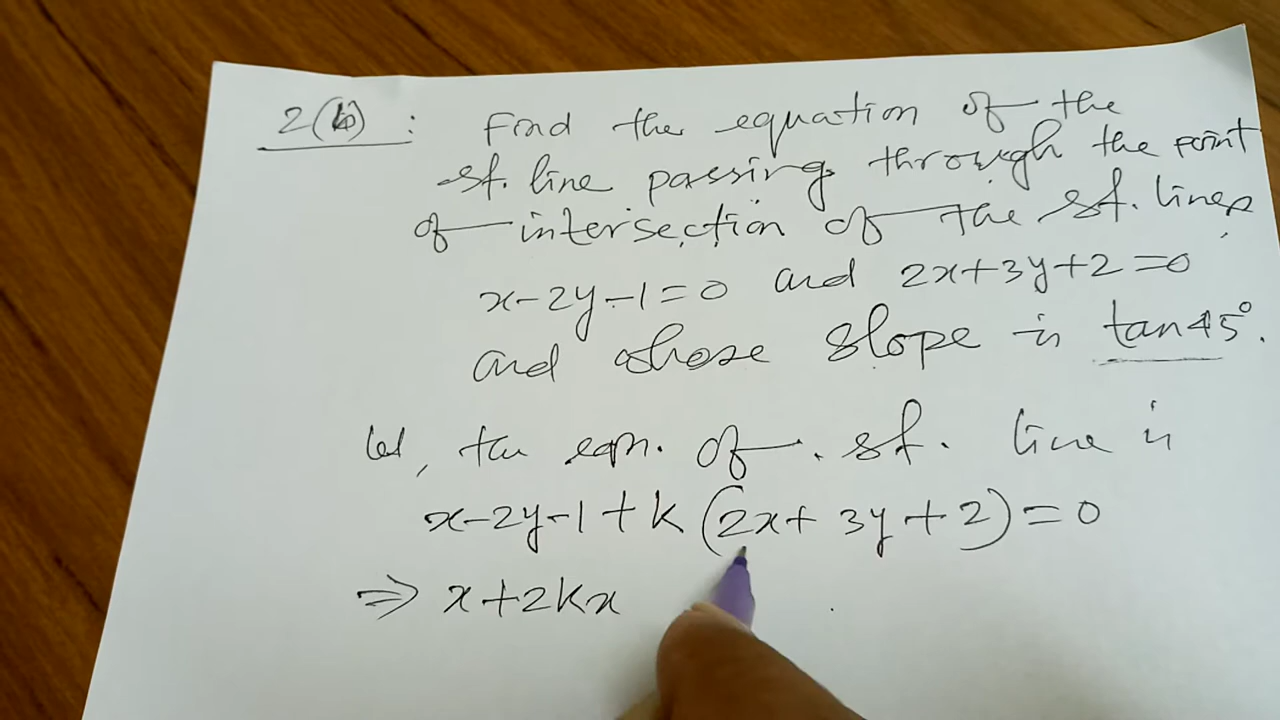 2(b) : Find the equation of the
st. line passing through the point
of intersection of the st. lines
x-2y-1=0 and 2x+3y+2=0
and whose slope is tan45°.
Let, the eqn. of. st. line is
x-2y-1+k(2x+3y+2)=0
⇒ x+2kx